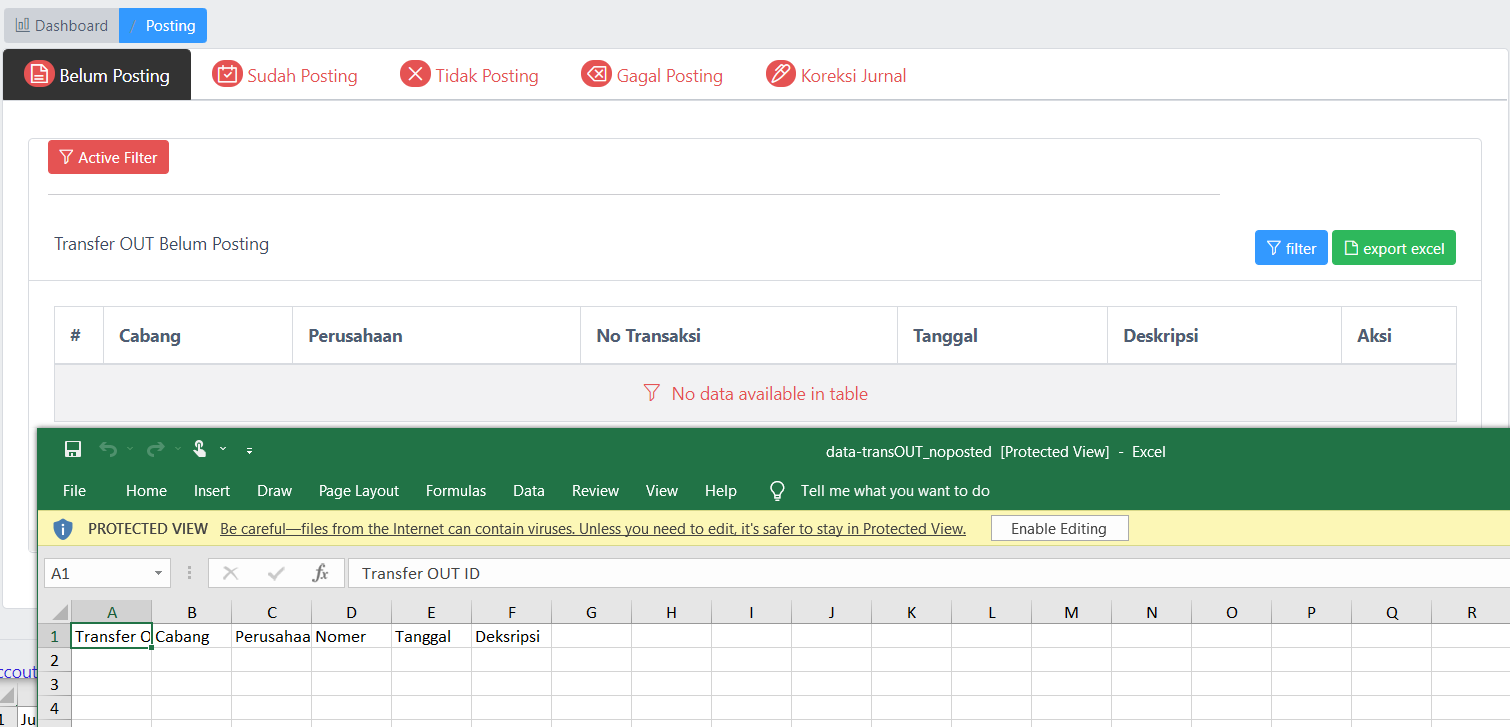 Dashboard / Posting
Belum Posting Sudah Posting Tidak Posting Gagal Posting Koreksi Jurnal
Active Filter
Transfer OUT Belum Posting filter export excel
# Cabang Perusahaan No Transaksi Tanggal Deskripsi Aksi
No data available in table
data-transOUT_noposted [Protected View] - Excel
File Home Insert Draw Page Layout Formulas Data Review View Help Tell me what you want to do
PROTECTED VIEW Be careful—files from the Internet can contain viruses. Unless you need to edit, it's safer to stay in Protected View. Enable Editing
A1 fx Transfer OUT ID
A B C D E F G H I J K L M N O P Q R
1 Transfer O Cabang Perusahaa Nomer Tanggal Deksripsi
2
ccout
3
4
1 Ju